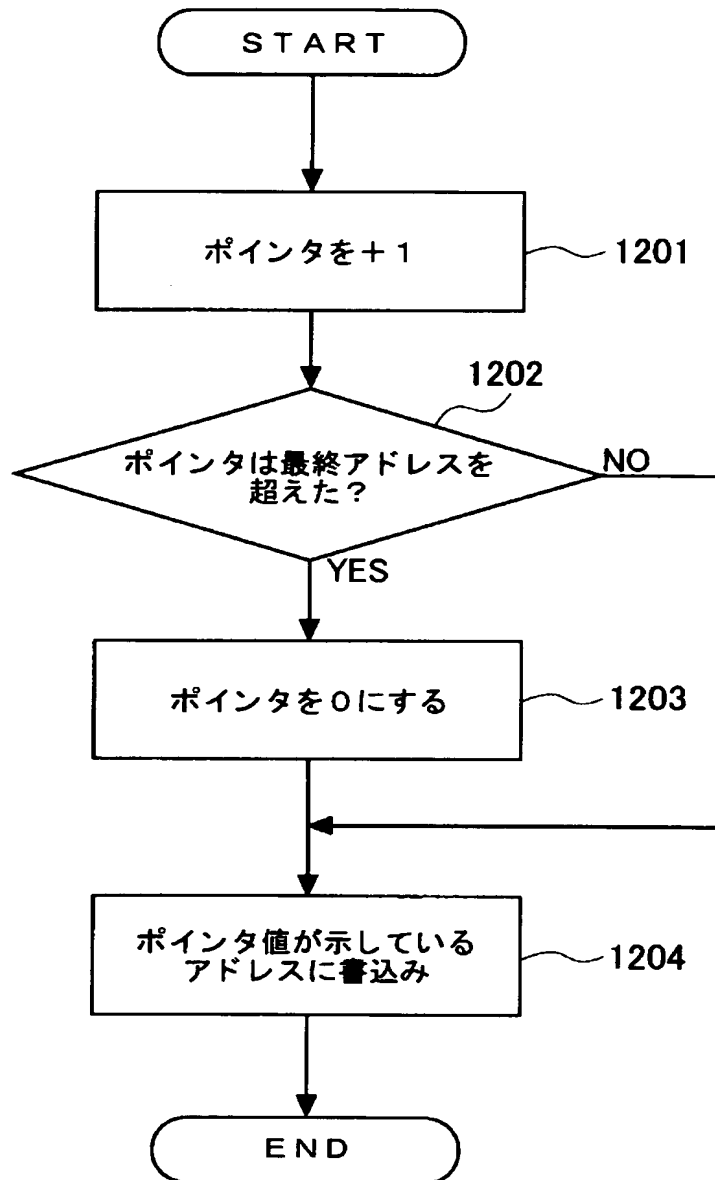 START
ポインタを＋１
1201
1202
ポインタは最終アドレスを
超えた？
NO
YES
ポインタを０にする
1203
ポインタ値が示している
アドレスに書込み
1204
END